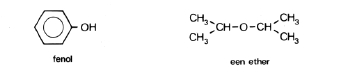 OH
fenol
CH₃ CH₃
CH-O-CH
CH₃ CH₃
een ether